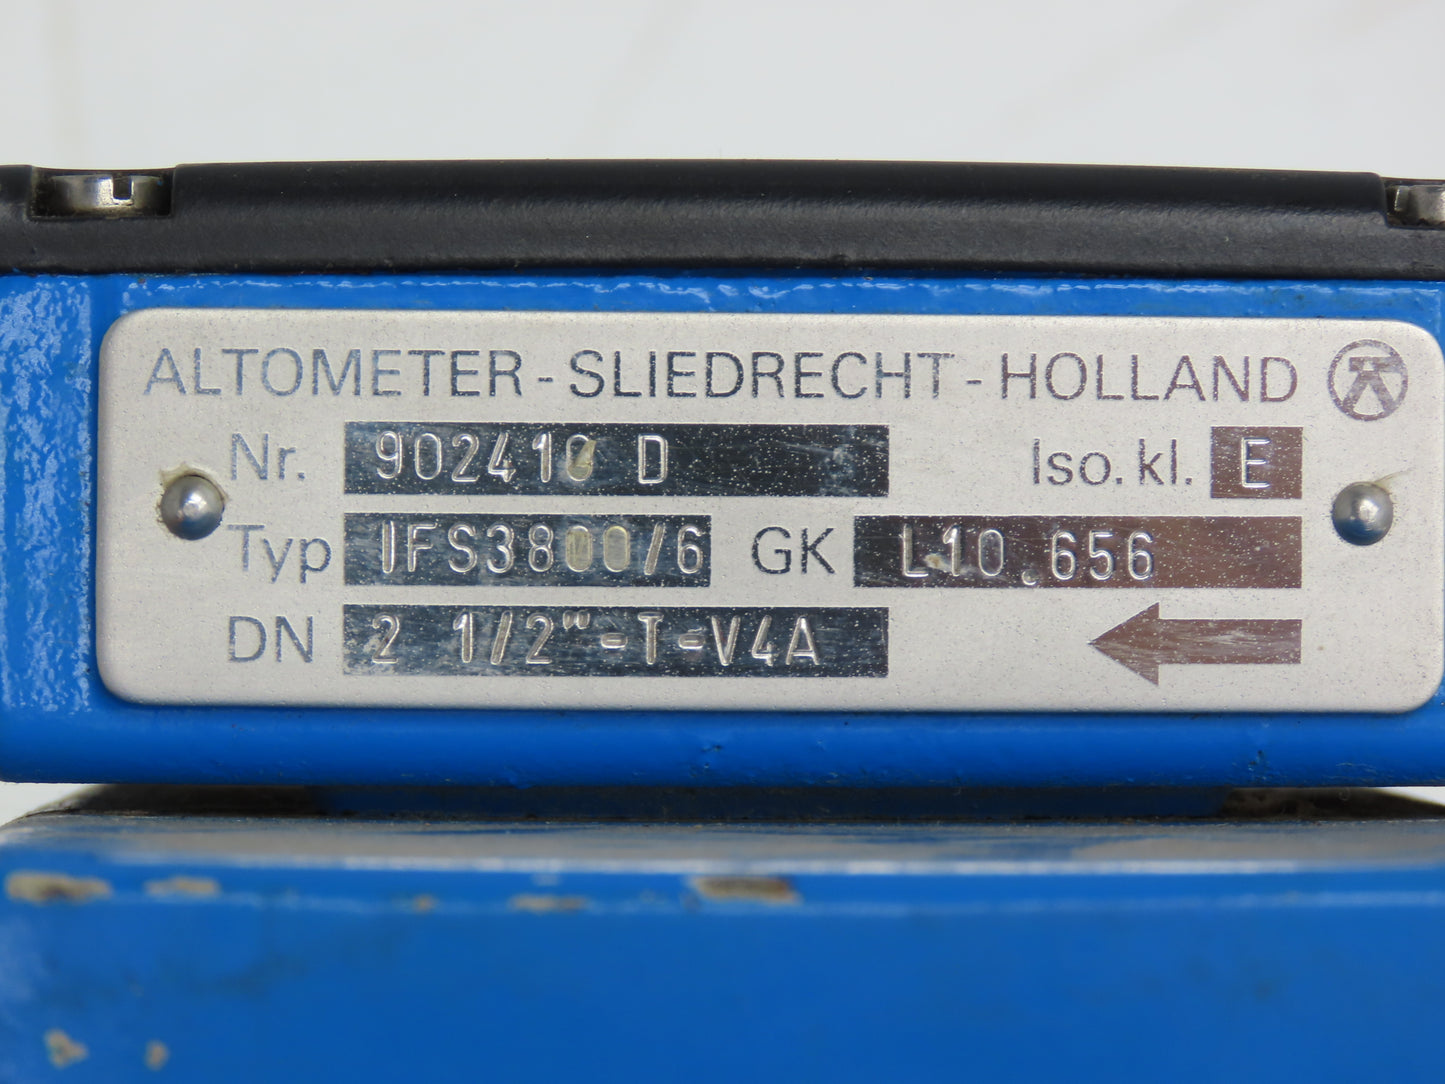 ALTOMETER - SLIEDRECHT - HOLLAND
Nr. 902410 D Iso. kl. E
Typ IFS3800/6 GK L10.656
DN 2 1/2"-T-V4A